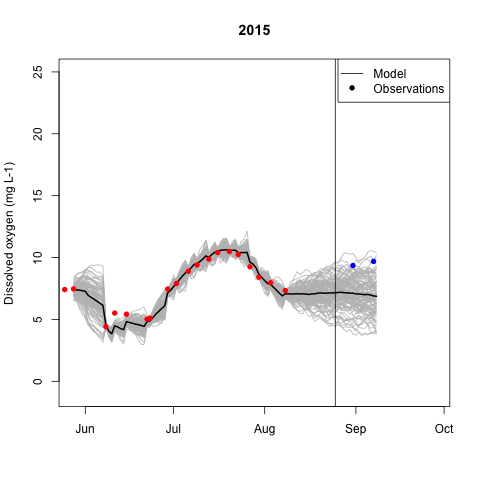 2015
Model
Observations
Dissolved oxygen (mg L-1)
25
20
15
10
5
0
Jun
Jul
Aug
Sep
Oct